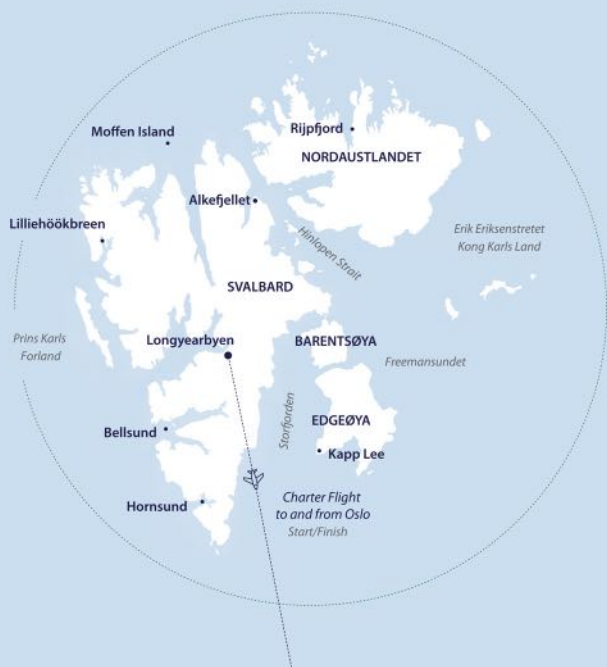 Moffen Island
Rijpfjord
NORDAUSTLANDET
Alkefjellet
Lilliehöökbreen
Erik Eriksenstretet
Kong Karls Land
Hinlopen Strait
SVALBARD
Prins Karls
Forland
Longyearbyen
BARENTSØYA
Freemansundet
Storfjorden
EDGEØYA
Bellsund
Kapp Lee
Hornsund
Charter Flight
to and from Oslo
Start/Finish